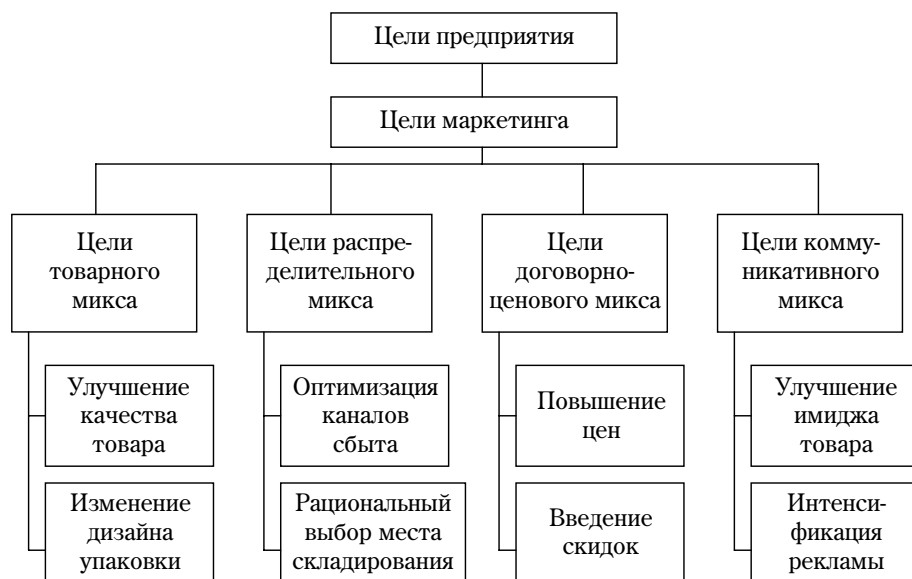 Цели предприятия
Цели маркетинга
Цели
товарного
микса
Цели распре-
делительного
микса
Цели
договорно-
ценового микса
Цели комму-
никативного
микса
Улучшение
качества
товара
Оптимизация
каналов
сбыта
Повышение
цен
Улучшение
имиджа
товара
Изменение
дизайна
упаковки
Рациональный
выбор места
складирования
Введение
скидок
Интенси-
фикация
рекламы